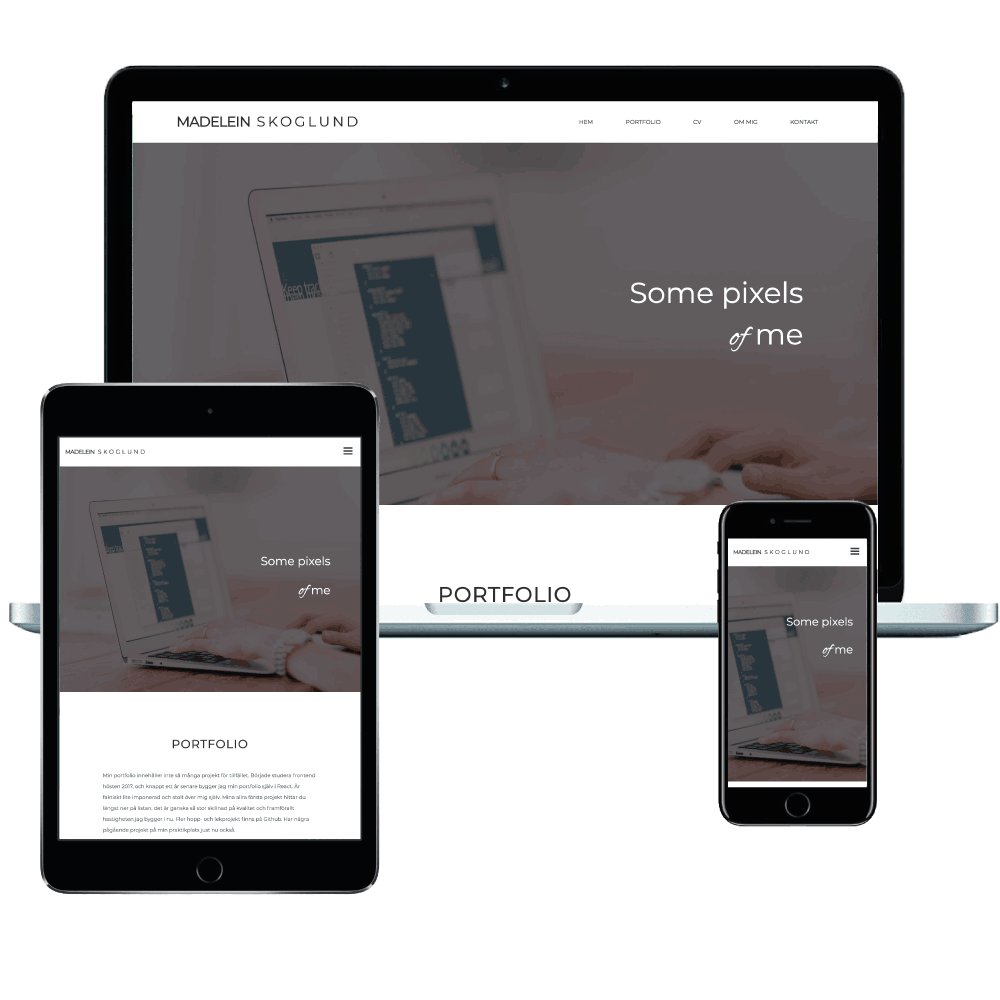 MADELEIN SKOGLUND
HEM PORTFOLIO CV OM MIG KONTAKT
Keen trac
Some pixels
of me
PORTFOLIO
MADELEIN SKOGLUND
Some pixels
of me
PORTFOLIO
Min portfolio innehåller inte så många projekt för tillfället. Började studera frontend
hösten 2017, och knappt ett år senare bygger jag min portfolio själv i React. Är
faktiskt lite imponerad och stolt över mig själv. Mina allra första projekt hittar du
längst ner på listan, det är ganska så stor skillnad på kvalitet och framförallt
hastigheten jag bygger i nu. Fler hopp- och lekprojekt finns på Github. Har några
pågående projekt på min praktikplats just nu också.
MADELEIN SKOGLUND
Some pixels
of me